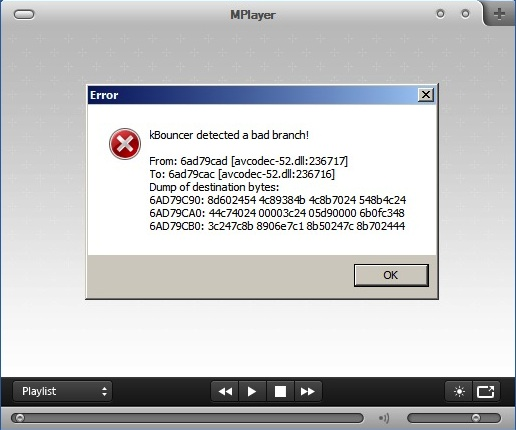 MPlayer
Error
kBouncer detected a bad branch!
From: 6ad79cad [avcodec-52.dll:236717]
To: 6ad79cac [avcodec-52.dll:236716]
Dump of destination bytes:
6AD79C90: 8d602454 4c89384b 4c8b7024 548b4c24
6AD79CA0: 44c74024 00003c24 05d90000 6b0fc348
6AD79CB0: 3c247c8b 8906e7c1 8b50247c 8b702444
OK
Playlist